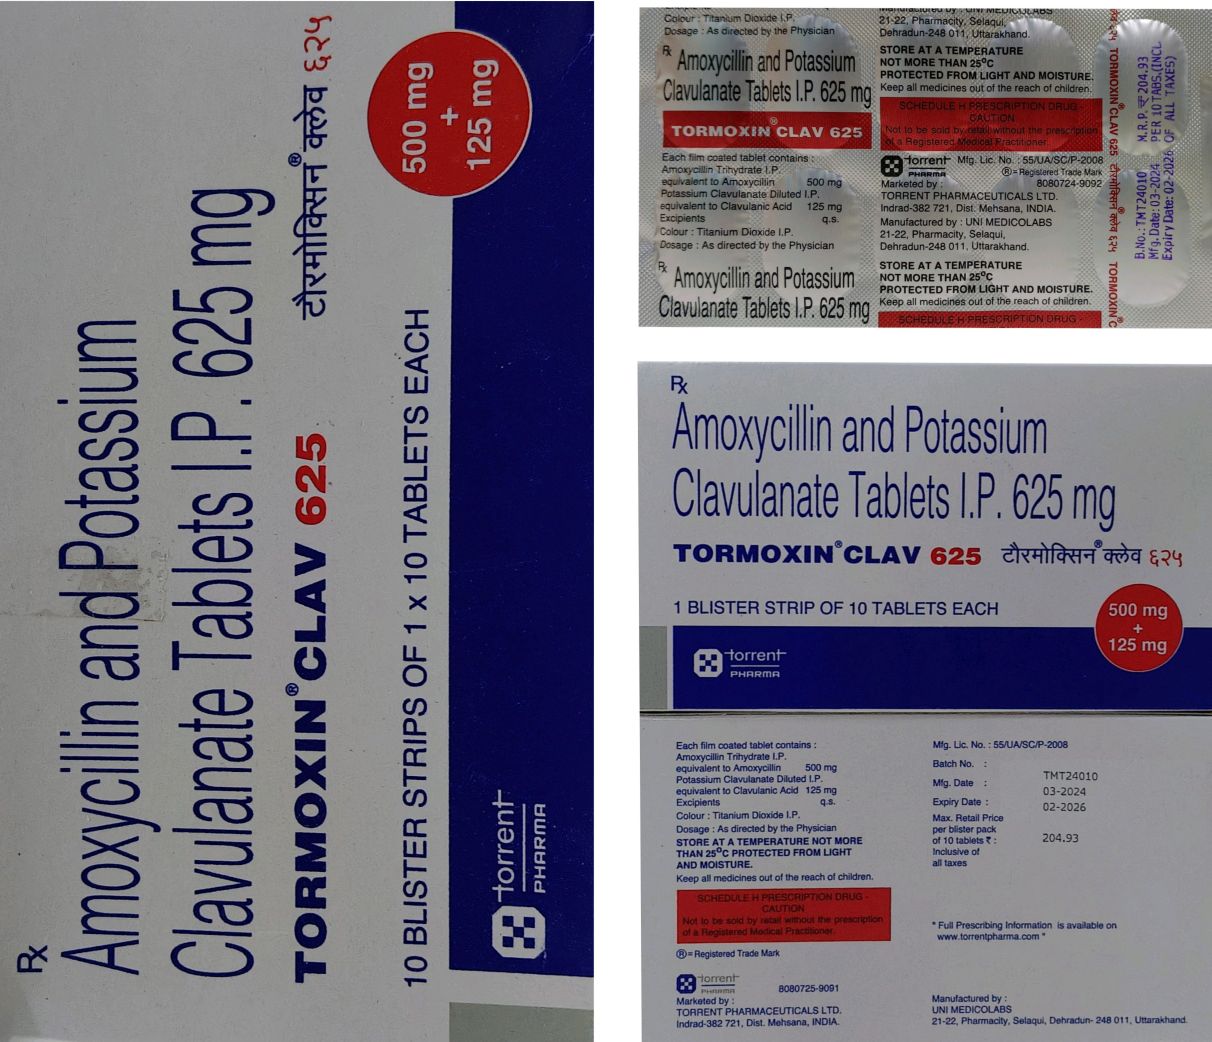 Rx
Amoxycillin and Potassium
Clavulanate Tablets I.P. 625 mg
TORMOXIN® CLAV 625 टौरमोक्सिन® क्लेव ६२५
10 BLISTER STRIPS OF 1 x 10 TABLETS EACH
500 mg
+
125 mg
torrent
PHARMA
Colour : Titanium Dioxide I.P.
Dosage : As directed by the Physician
Rx
Amoxycillin and Potassium
Clavulanate Tablets I.P. 625 mg
TORMOXIN® CLAV 625
Each film coated tablet contains :
Amoxycillin Trihydrate I.P.
equivalent to Amoxycillin 500 mg
Potassium Clavulanate Diluted I.P.
equivalent to Clavulanic Acid 125 mg
Excipients q.s.
Colour : Titanium Dioxide I.P.
Dosage : As directed by the Physician
Rx
Amoxycillin and Potassium
Clavulanate Tablets I.P. 625 mg
Manufactured by : UNI MEDICOLABS
21-22, Pharmacity, Selaqui,
Dehradun-248 011, Uttarakhand.
STORE AT A TEMPERATURE
NOT MORE THAN 25°C
PROTECTED FROM LIGHT AND MOISTURE.
Keep all medicines out of the reach of children.
SCHEDULE H PRESCRIPTION DRUG -
CAUTION
Not to be sold by retail without the prescription
of a Registered Medical Practitioner.
torrent
PHARMA
Mfg. Lic. No. : 55/UA/SC/P-2008
®=Registered Trade Mark
Marketed by : 8080724-9092
TORRENT PHARMACEUTICALS LTD.
Indrad-382 721, Dist. Mehsana, INDIA.
Manufactured by : UNI MEDICOLABS
21-22, Pharmacity, Selaqui,
Dehradun-248 011, Uttarakhand.
STORE AT A TEMPERATURE
NOT MORE THAN 25°C
PROTECTED FROM LIGHT AND MOISTURE.
Keep all medicines out of the reach of children.
SCHEDULE H PRESCRIPTION DRUG -
TORMOXIN® CLAV 625 टौरमोक्सिन® क्लेव ६२५ TORMOXIN® C
B.No.: TMT24010 M.R.P. ₹ 204.93
Mfg. Date: 03-2024 PER 10 TABS.(INCL.
Expiry Date: 02-2026 OF ALL TAXES)
Rx
Amoxycillin and Potassium
Clavulanate Tablets I.P. 625 mg
TORMOXIN® CLAV 625 टौरमोक्सिन® क्लेव ६२५
1 BLISTER STRIP OF 10 TABLETS EACH
500 mg
+
125 mg
torrent
PHARMA
Each film coated tablet contains :
Amoxycillin Trihydrate I.P.
equivalent to Amoxycillin 500 mg
Potassium Clavulanate Diluted I.P.
equivalent to Clavulanic Acid 125 mg
Excipients q.s.
Colour : Titanium Dioxide I.P.
Dosage : As directed by the Physician
STORE AT A TEMPERATURE NOT MORE
THAN 25°C PROTECTED FROM LIGHT
AND MOISTURE.
Keep all medicines out of the reach of children.
SCHEDULE H PRESCRIPTION DRUG -
CAUTION
Not to be sold by retail without the prescription
of a Registered Medical Practitioner.
®=Registered Trade Mark
torrent
PHARMA
8080725-9091
Marketed by :
TORRENT PHARMACEUTICALS LTD.
Indrad-382 721, Dist. Mehsana, INDIA.
Mfg. Lic. No. : 55/UA/SC/P-2008
Batch No. : TMT24010
Mfg. Date : 03-2024
Expiry Date : 02-2026
Max. Retail Price
per blister pack
of 10 tablets ₹ : 204.93
Inclusive of
all taxes
* Full Prescribing Information is available on
www.torrentpharma.com *
Manufactured by :
UNI MEDICOLABS
21-22, Pharmacity, Selaqui, Dehradun- 248 011, Uttarakhand.